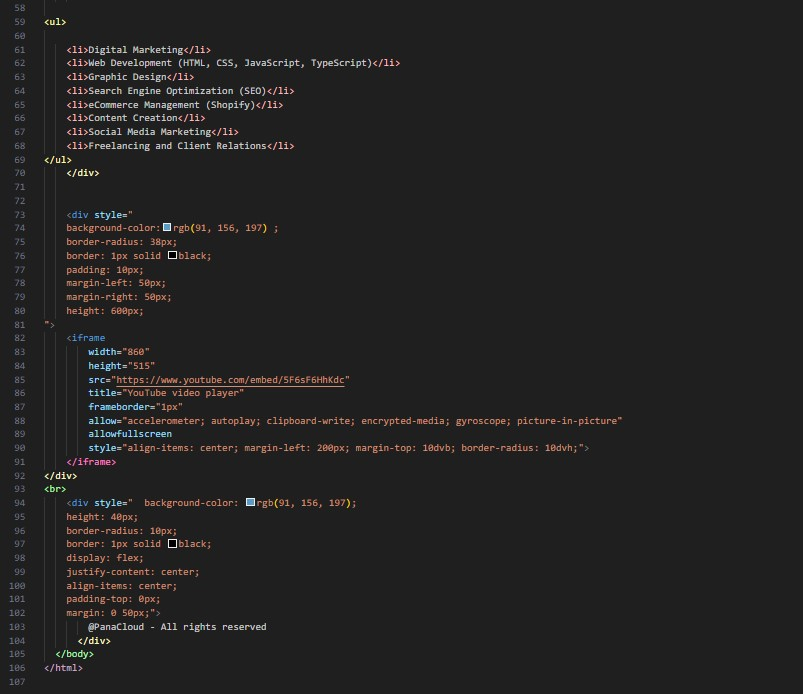 58
59 <ul>
60
61 <li>Digital Marketing</li>
62 <li>Web Development (HTML, CSS, JavaScript, TypeScript)</li>
63 <li>Graphic Design</li>
64 <li>Search Engine Optimization (SEO)</li>
65 <li>eCommerce Management (Shopify)</li>
66 <li>Content Creation</li>
67 <li>Social Media Marketing</li>
68 <li>Freelancing and Client Relations</li>
69 </ul>
70 </div>
71
72
73 <div style="
74 background-color: rgb(91, 156, 197) ;
75 border-radius: 38px;
76 border: 1px solid black;
77 padding: 10px;
78 margin-left: 50px;
79 margin-right: 50px;
80 height: 600px;
81 ">
82 <iframe
83 width="860"
84 height="515"
85 src="https://www.youtube.com/embed/5F6sF6HhKdc"
86 title="YouTube video player"
87 frameborder="1px"
88 allow="accelerometer; autoplay; clipboard-write; encrypted-media; gyroscope; picture-in-picture"
89 allowfullscreen
90 style="align-items: center; margin-left: 200px; margin-top: 10dvb; border-radius: 10dvh;">
91 </iframe>
92 </div>
93 <br>
94 <div style="  background-color: rgb(91, 156, 197);
95 height: 40px;
96 border-radius: 10px;
97 border: 1px solid black;
98 display: flex;
99 justify-content: center;
100 align-items: center;
101 padding-top: 0px;
102 margin: 0 50px;">
103 @PanaCloud - All rights reserved
104 </div>
105 </body>
106 </html>
107